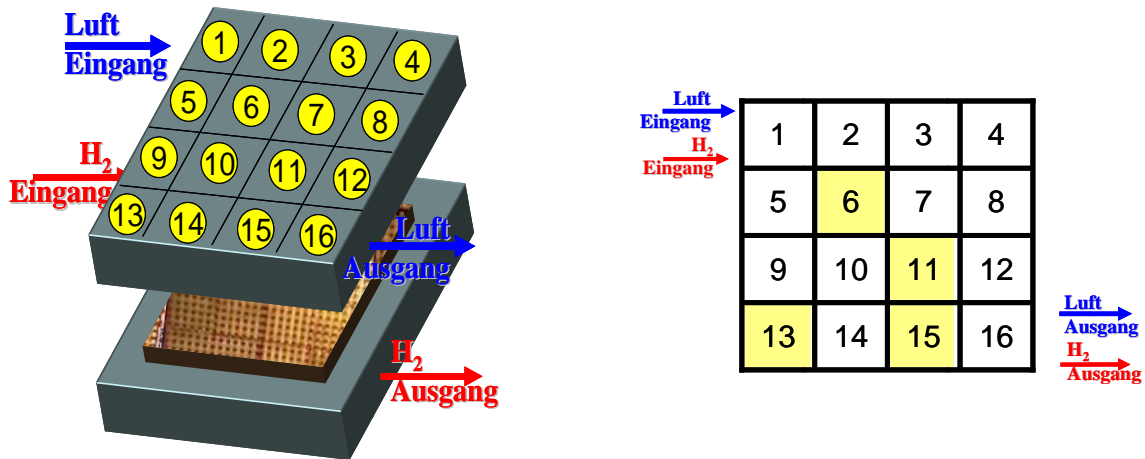 Luft
Eingang
1 2 3 4
5 6 7 8
H₂
Eingang
9 10 11 12
13 14 15 16
Luft
Ausgang
H₂
Ausgang
Luft
Eingang
H₂
Eingang
1 2 3 4
5 6 7 8
9 10 11 12
13 14 15 16
Luft
Ausgang
H₂
Ausgang